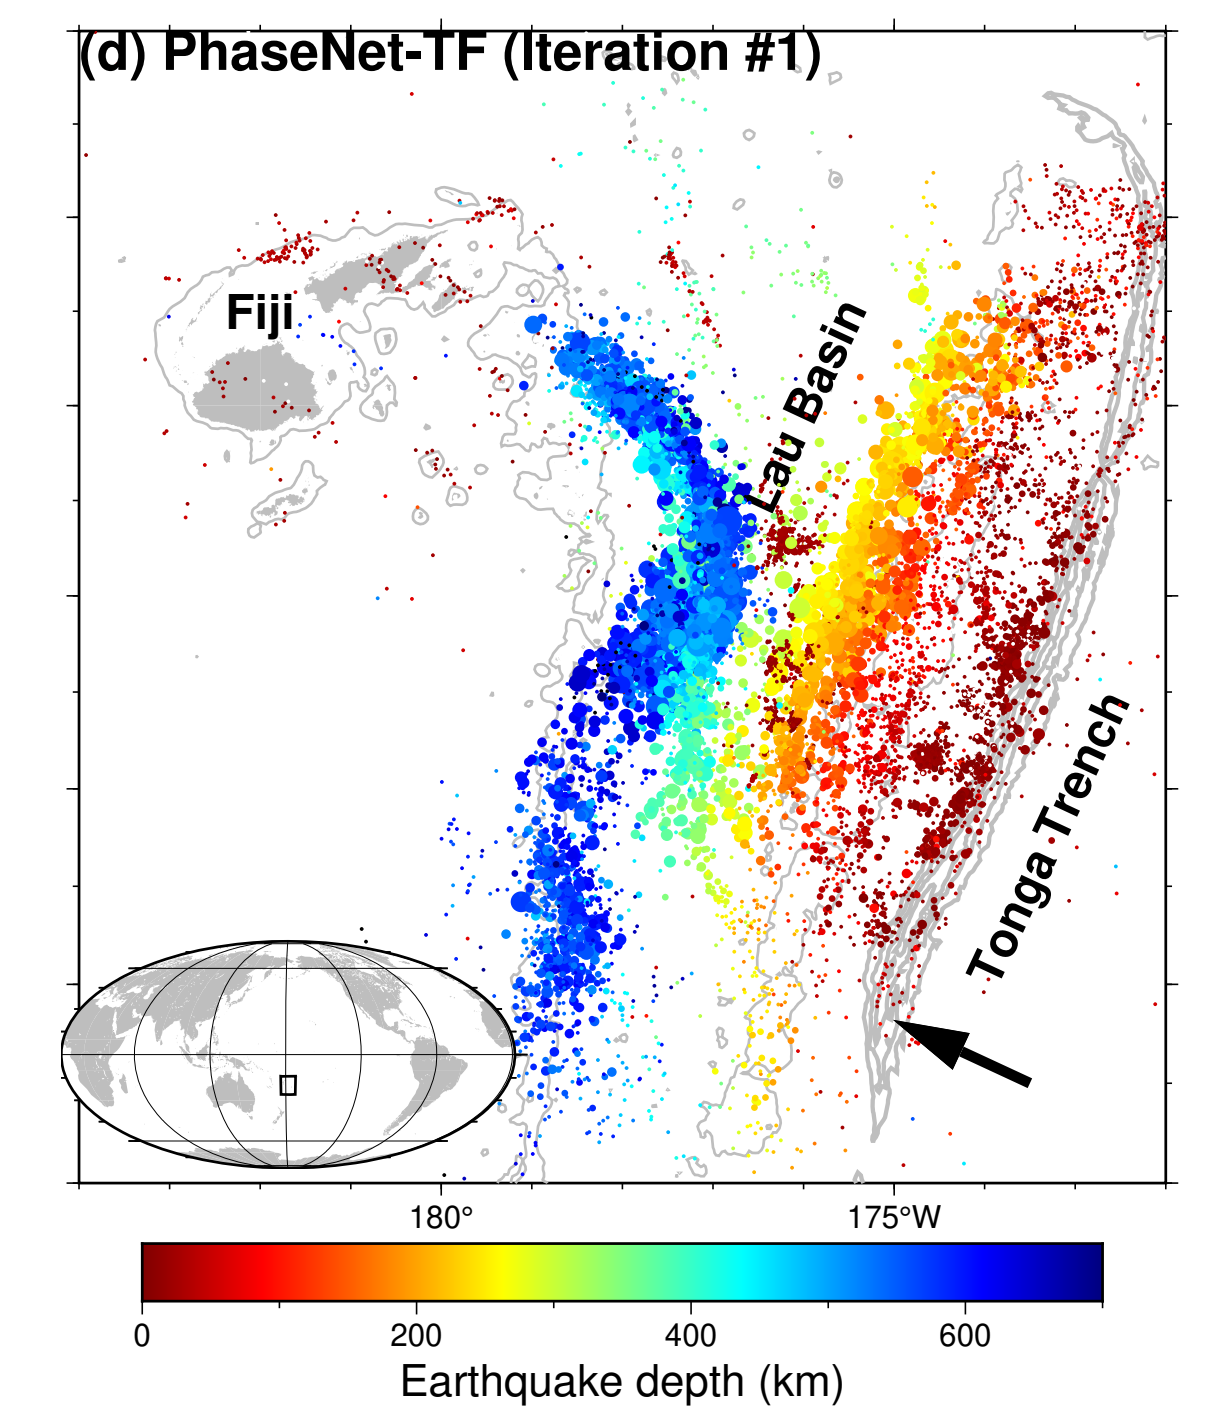 (d) PhaseNet-TF (Iteration #1)
Fiji
Lau Basin
Tonga Trench
180° 175°W
0 200 400 600
Earthquake depth (km)